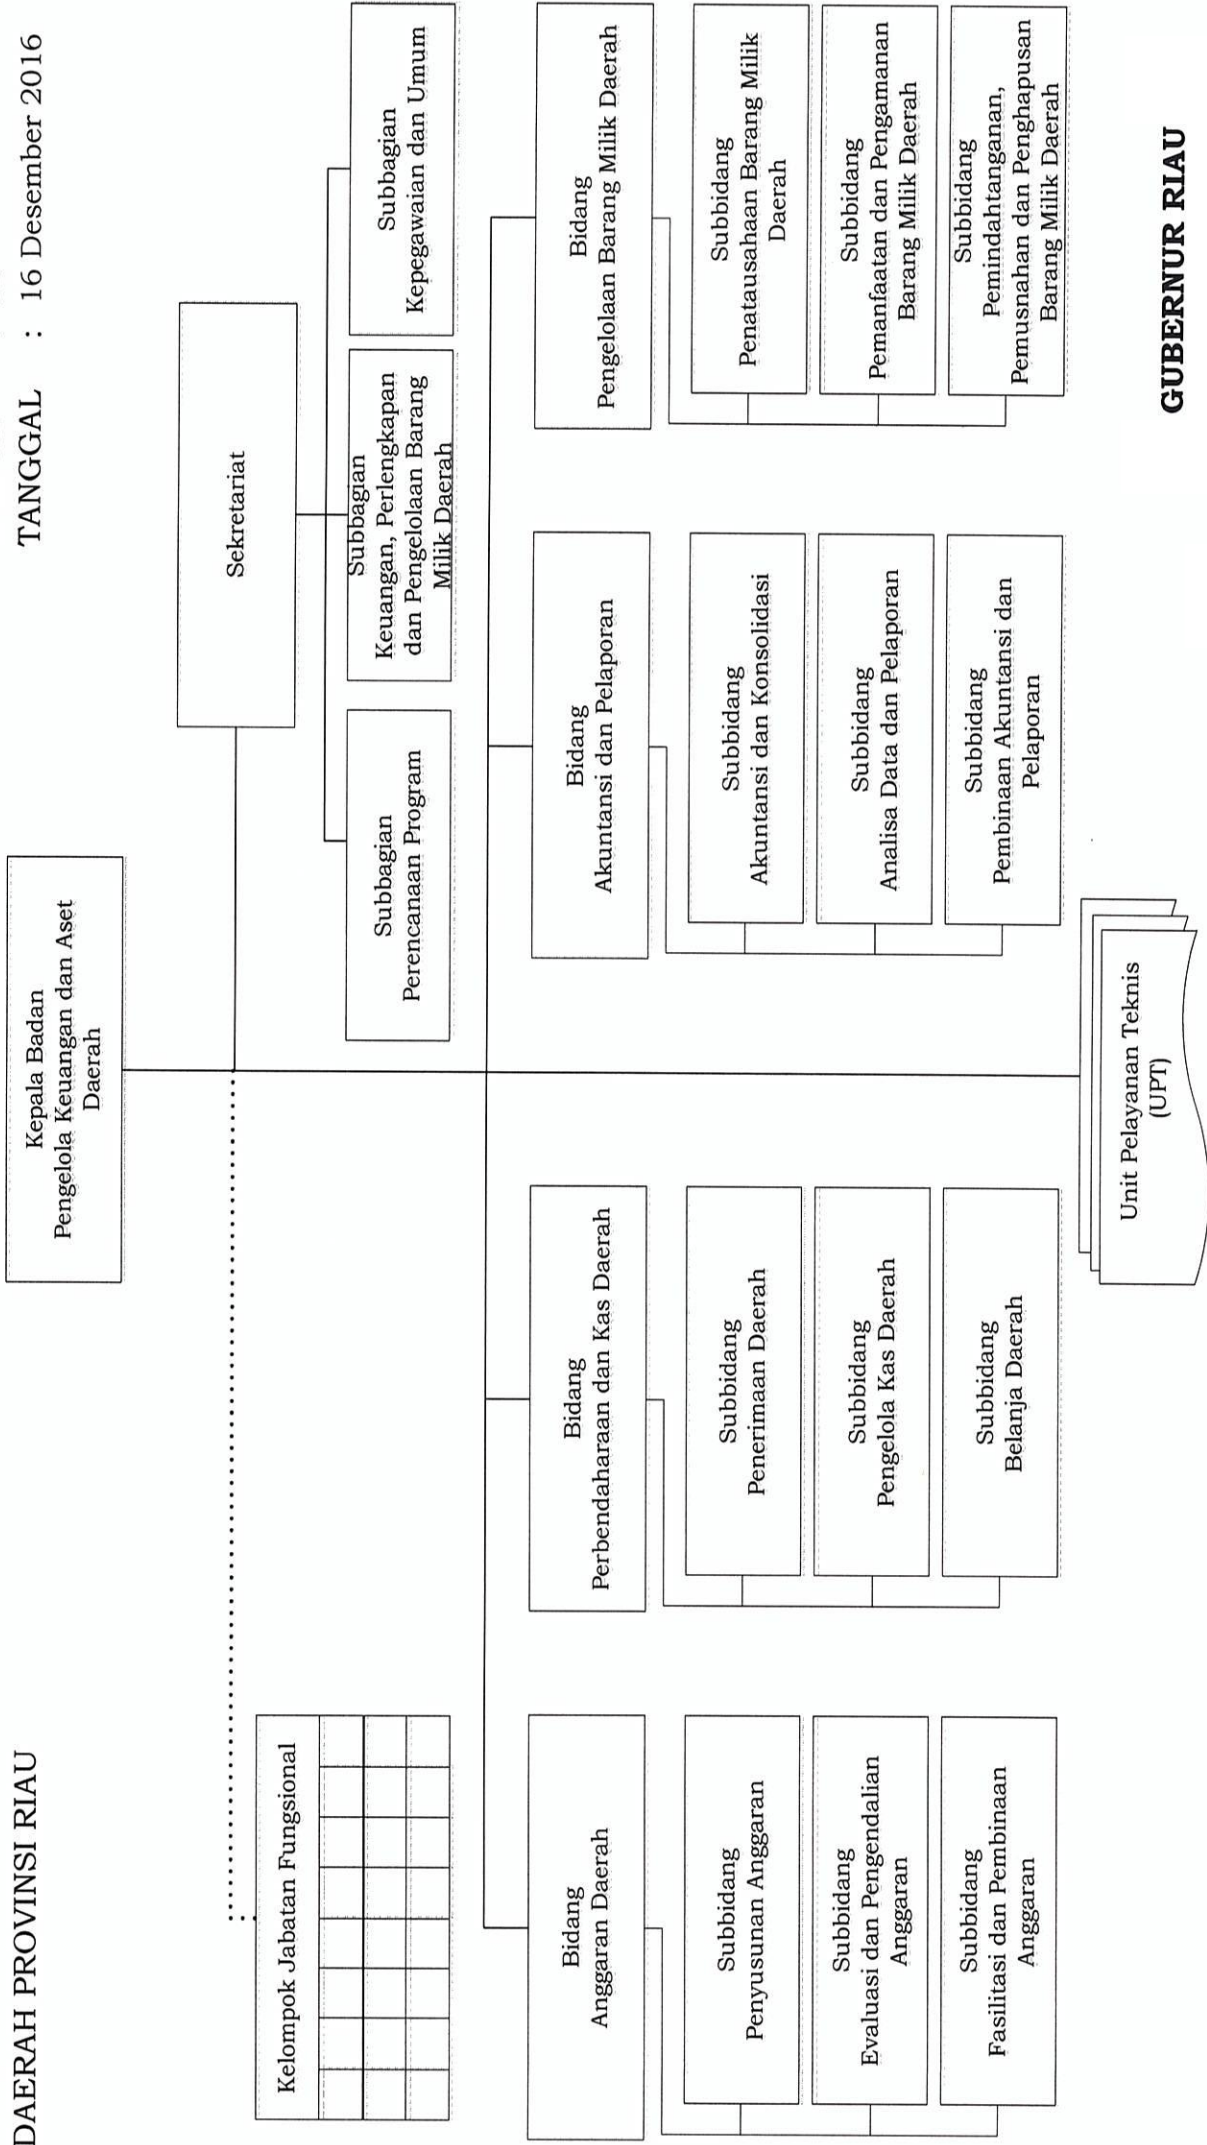 DAERAH PROVINSI RIAU
TANGGAL : 16 Desember 2016
Kepala Badan
Pengelola Keuangan dan Aset
Daerah
Sekretariat
Kelompok Jabatan Fungsional
Subbagian
Perencanaan Program
Subbagian
Keuangan, Perlengkapan
dan Pengelolaan Barang
Milik Daerah
Subbagian
Kepegawaian dan Umum
Bidang
Anggaran Daerah
Subbidang
Penyusunan Anggaran
Subbidang
Evaluasi dan Pengendalian
Anggaran
Subbidang
Fasilitasi dan Pembinaan
Anggaran
Bidang
Perbendaharaan dan Kas Daerah
Subbidang
Penerimaan Daerah
Subbidang
Pengelola Kas Daerah
Subbidang
Belanja Daerah
Bidang
Akuntansi dan Pelaporan
Subbidang
Akuntansi dan Konsolidasi
Subbidang
Analisa Data dan Pelaporan
Subbidang
Pembinaan Akuntansi dan
Pelaporan
Bidang
Pengelolaan Barang Milik Daerah
Subbidang
Penatausahaan Barang Milik
Daerah
Subbidang
Pemanfaatan dan Pengamanan
Barang Milik Daerah
Subbidang
Pemindahtanganan,
Pemusnahan dan Penghapusan
Barang Milik Daerah
Unit Pelayanan Teknis
(UPT)
GUBERNUR RIAU